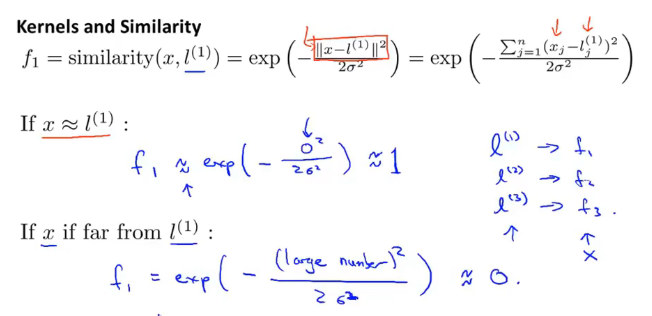 Kernels and Similarity
f₁ = similarity(x, l⁽¹⁾) = exp(−‖x−l⁽¹⁾‖²/2σ²) = exp(−∑ⁿⱼ₌₁(xⱼ−lⱼ⁽¹⁾)²/2σ²)
If x ≈ l⁽¹⁾ :
f₁ ≈ exp(−0²/2σ²) ≈ 1
l⁽¹⁾ → f₁
l⁽²⁾ → f₂
l⁽³⁾ → f₃ .
x
If x if far from l⁽¹⁾ :
f₁ = exp(−(large number)²/2σ²) ≈ 0.